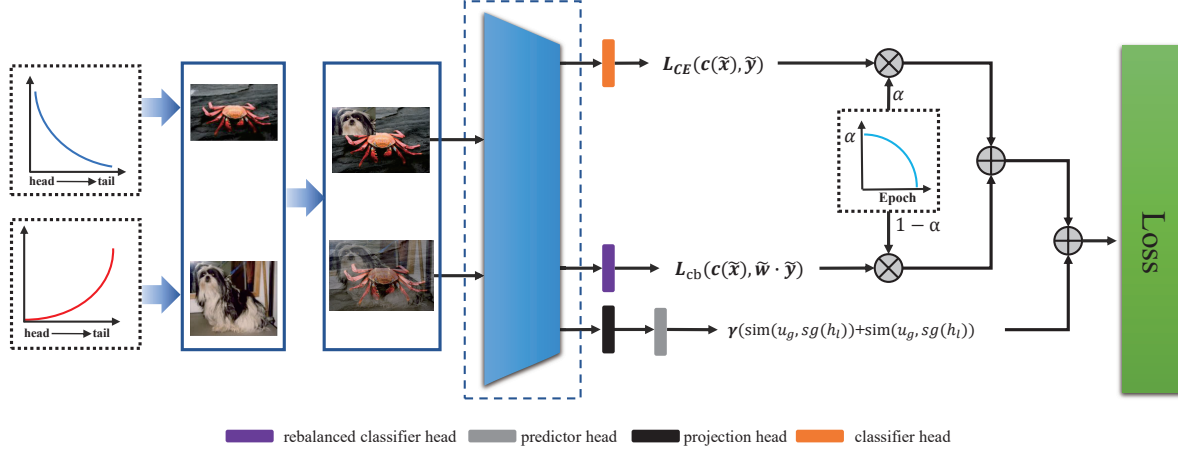 head tail
head tail
L_CE(c(x̃), ỹ)
α
α
Epoch
1 − α
L_cb(c(x̃), w̃ · ỹ)
γ(sim(u_g, sg(h_l))+sim(u_g, sg(h_l))
Loss
rebalanced classifier head predictor head projection head classifier head